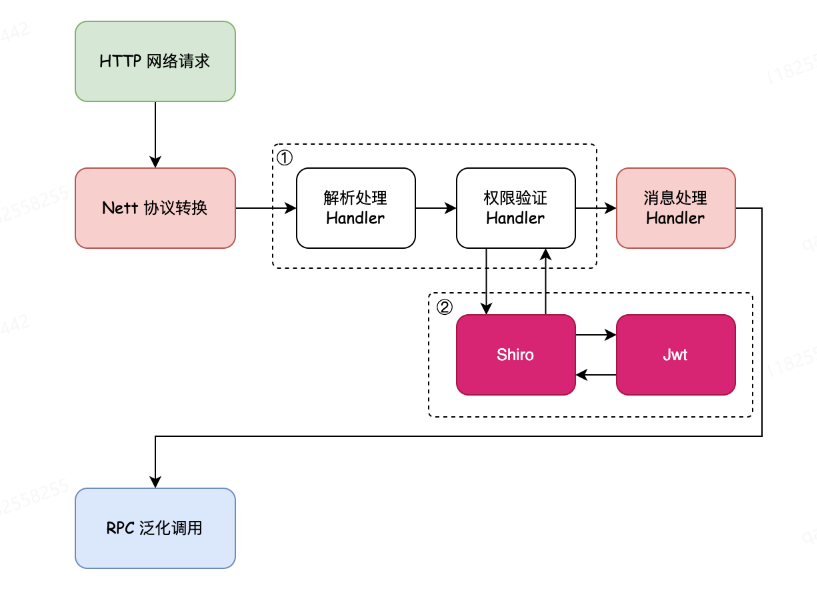 HTTP 网络请求
Nett 协议转换
①
解析处理
Handler
权限验证
Handler
消息处理
Handler
②
Shiro
Jwt
RPC 泛化调用